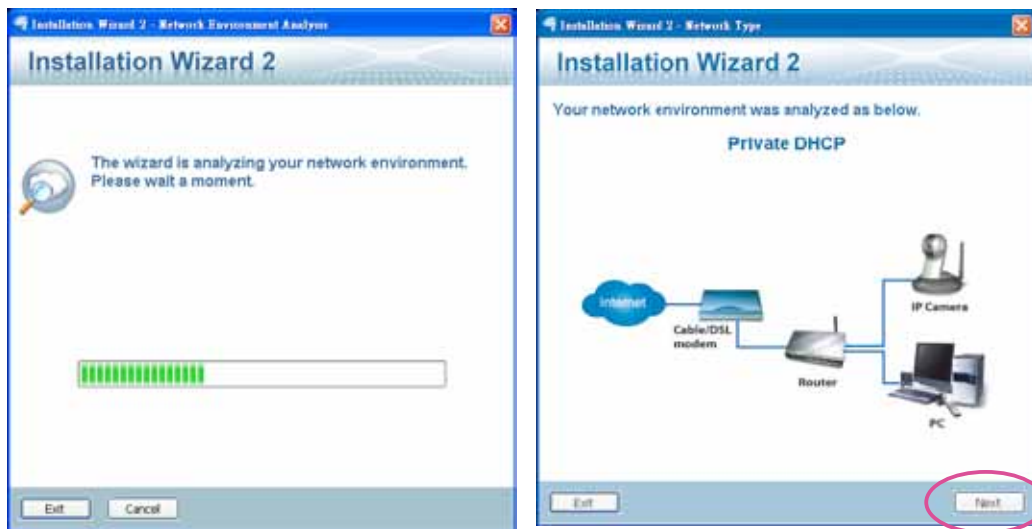 Installation Wizard 2 - Network Environment Analysis
Installation Wizard 2
The wizard is analyzing your network environment.
Please wait a moment.
Exit
Cancel
Installation Wizard 2 - Network Type
Installation Wizard 2
Your network environment was analyzed as below.
Private DHCP
Internet
Cable/DSL
modem
Router
IP Camera
PC
Exit
Next